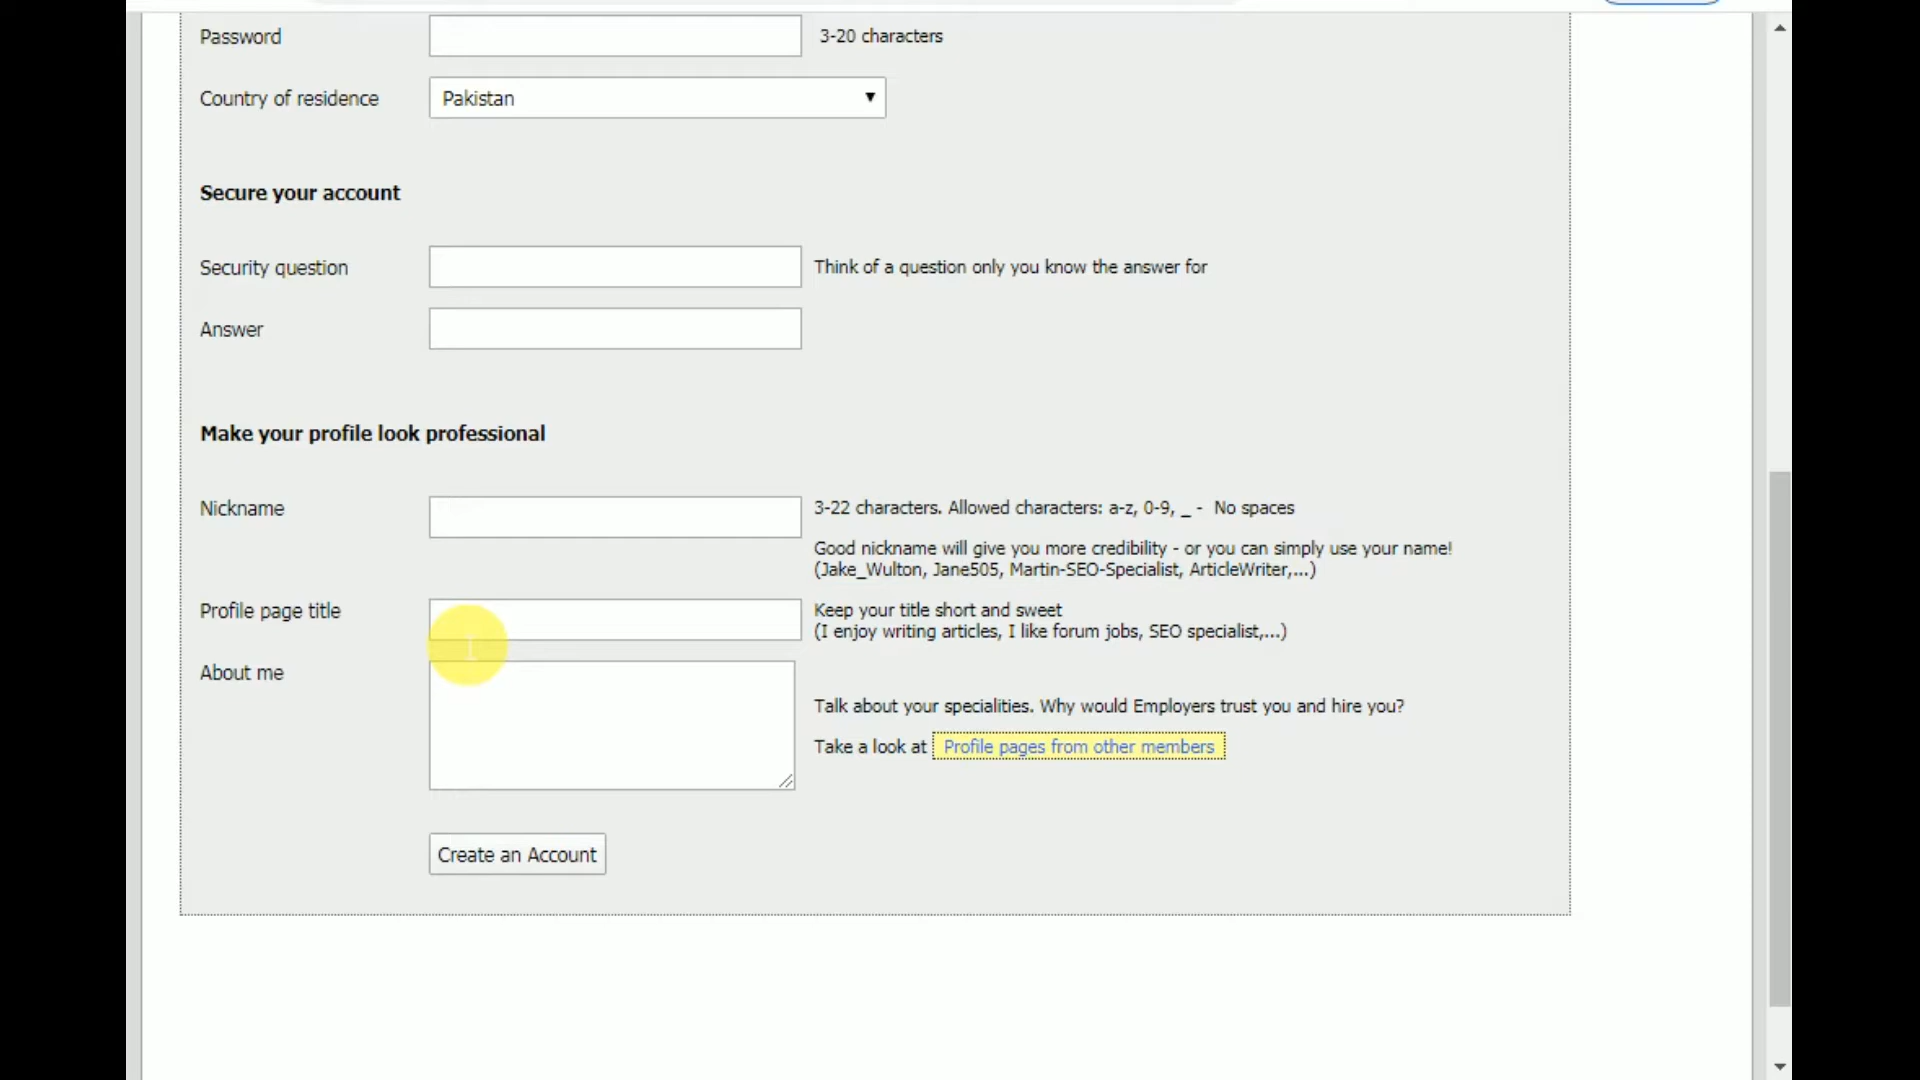 Password 3-20 characters
Country of residence Pakistan
Secure your account
Security question Think of a question only you know the answer for
Answer
Make your profile look professional
Nickname 3-22 characters. Allowed characters: a-z, 0-9, _ - No spaces
Good nickname will give you more credibility - or you can simply use your name!
(Jake_Wulton, Jane505, Martin-SEO-Specialist, ArticleWriter,...)
Profile page title Keep your title short and sweet
(I enjoy writing articles, I like forum jobs, SEO specialist,...)
About me
Talk about your specialities. Why would Employers trust you and hire you?
Take a look at Profile pages from other members
Create an Account